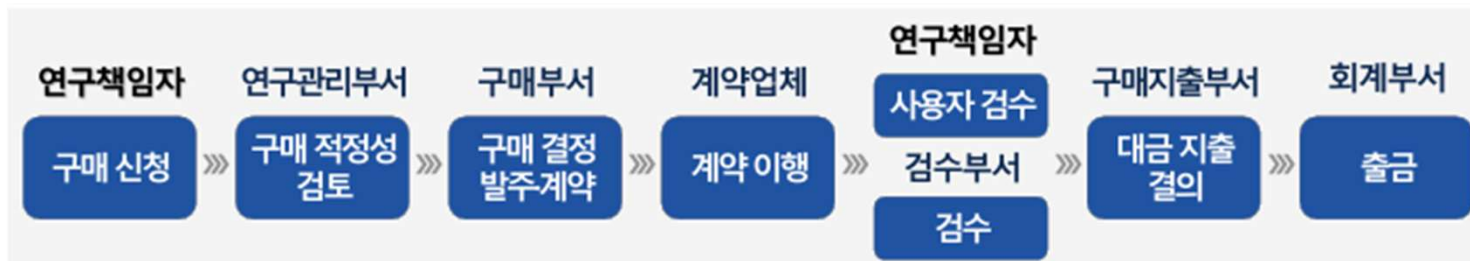 연구책임자
구매 신청
연구관리부서
구매 적정성
검토
구매부서
구매 결정
발주·계약
계약업체
계약 이행
연구책임자
사용자 검수
검수부서
검수
구매지출부서
대금 지출
결의
회계부서
출금